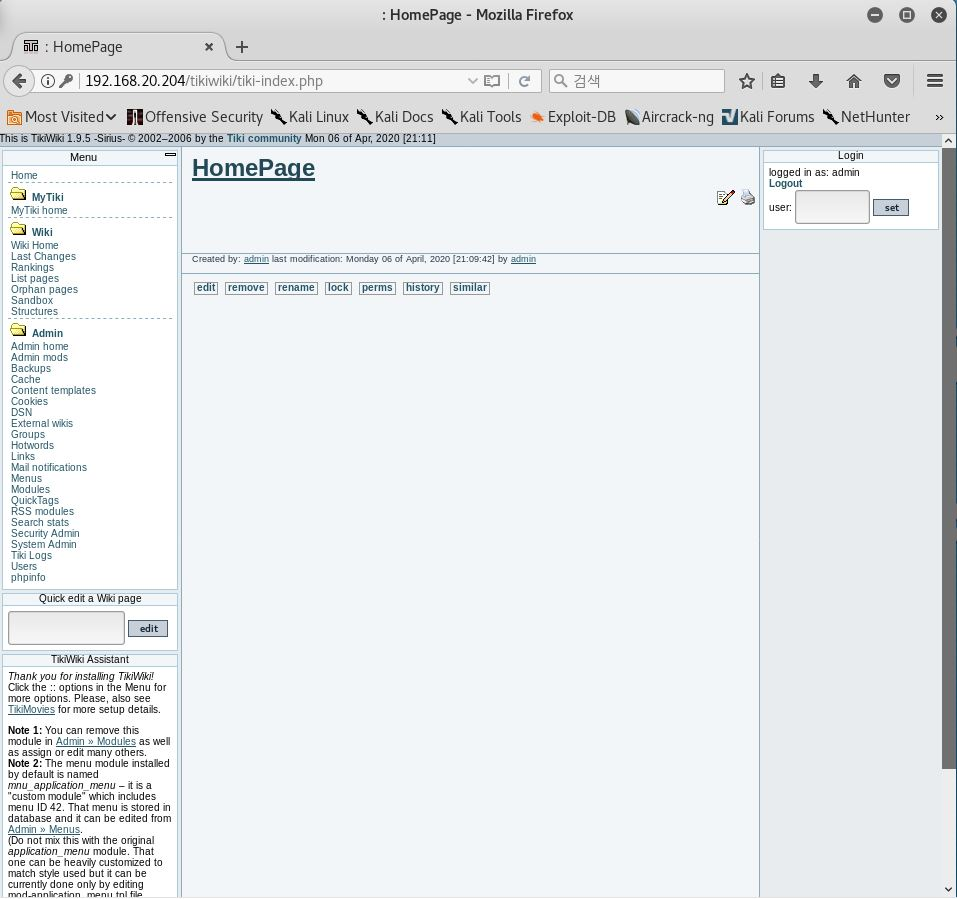 : HomePage - Mozilla Firefox
: HomePage
192.168.20.204/tikiwiki/tiki-index.php
검색
Most Visited
Offensive Security
Kali Linux
Kali Docs
Kali Tools
Exploit-DB
Aircrack-ng
Kali Forums
NetHunter
This is TikiWiki 1.9.5 -Sirius- © 2002–2006 by the Tiki community Mon 06 of Apr, 2020 [21:11]
Menu
Home
MyTiki
MyTiki home
Wiki
Wiki Home
Last Changes
Rankings
List pages
Orphan pages
Sandbox
Structures
Admin
Admin home
Admin mods
Backups
Cache
Content templates
Cookies
DSN
External wikis
Groups
Hotwords
Links
Mail notifications
Menus
Modules
QuickTags
RSS modules
Search stats
Security Admin
System Admin
Tiki Logs
Users
phpinfo
Quick edit a Wiki page
edit
TikiWiki Assistant
Thank you for installing TikiWiki!
Click the :: options in the Menu for
more options. Please, also see
TikiMovies for more setup details.
Note 1: You can remove this
module in Admin » Modules as well
as assign or edit many others.
Note 2: The menu module installed
by default is named
mnu_application_menu – it is a
"custom module" which includes
menu ID 42. That menu is stored in
database and it can be edited from
Admin » Menus.
(Do not mix this with the original
application_menu module. That
one can be heavily customized to
match style used but it can be
currently done only by editing
mod-application_menu.tpl file
HomePage
Created by: admin last modification: Monday 06 of April, 2020 [21:09:42] by admin
edit remove rename lock perms history similar
Login
logged in as: admin
Logout
user: set